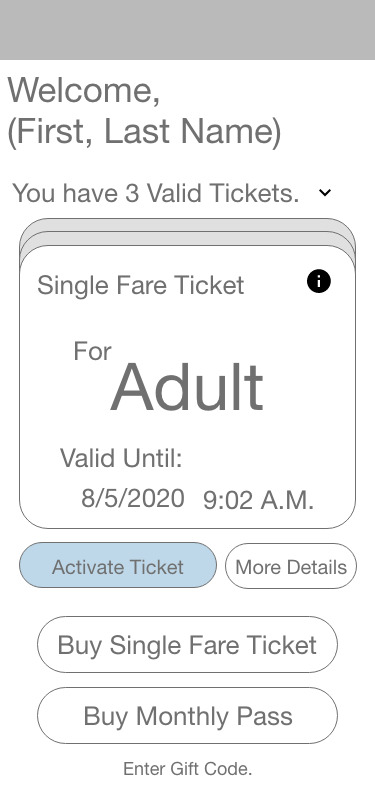 Welcome,
(First, Last Name)
You have 3 Valid Tickets.
Single Fare Ticket
For
Adult
Valid Until:
8/5/2020 9:02 A.M.
Activate Ticket
More Details
Buy Single Fare Ticket
Buy Monthly Pass
Enter Gift Code.